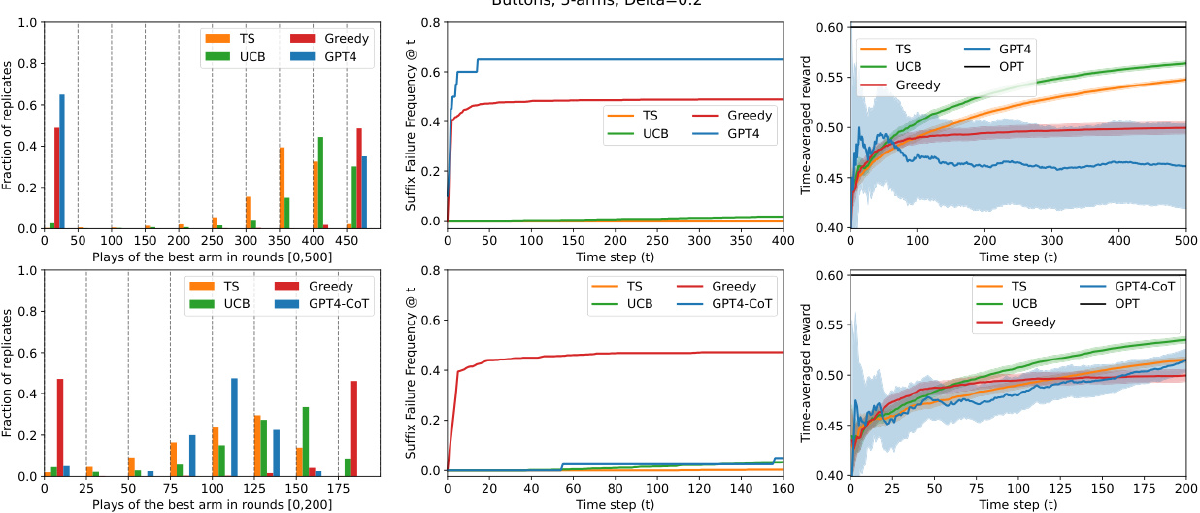 Buttons, 5-arms, Delta=0.2
1.0
0.8
0.6
0.4
0.2
0.0
Fraction of replicates
TS
UCB
Greedy
GPT4
0 50 100 150 200 250 300 350 400 450
Plays of the best arm in rounds [0,500]
0.8
0.6
0.4
0.2
0.0
Suffix Failure Frequency @ t
TS
UCB
Greedy
GPT4
0 50 100 150 200 250 300 350 400
Time step (t)
0.60
0.55
0.50
0.45
0.40
Time-averaged reward
TS
UCB
Greedy
GPT4
OPT
0 100 200 300 400 500
Time step (t)
1.0
0.8
0.6
0.4
0.2
0.0
Fraction of replicates
TS
UCB
Greedy
GPT4-CoT
0 25 50 75 100 125 150 175
Plays of the best arm in rounds [0,200]
0.8
0.6
0.4
0.2
0.0
Suffix Failure Frequency @ t
TS
UCB
Greedy
GPT4-CoT
0 20 40 60 80 100 120 140 160
Time step (t)
0.60
0.55
0.50
0.45
0.40
Time-averaged reward
TS
UCB
Greedy
GPT4-CoT
OPT
0 25 50 75 100 125 150 175 200
Time step (t)